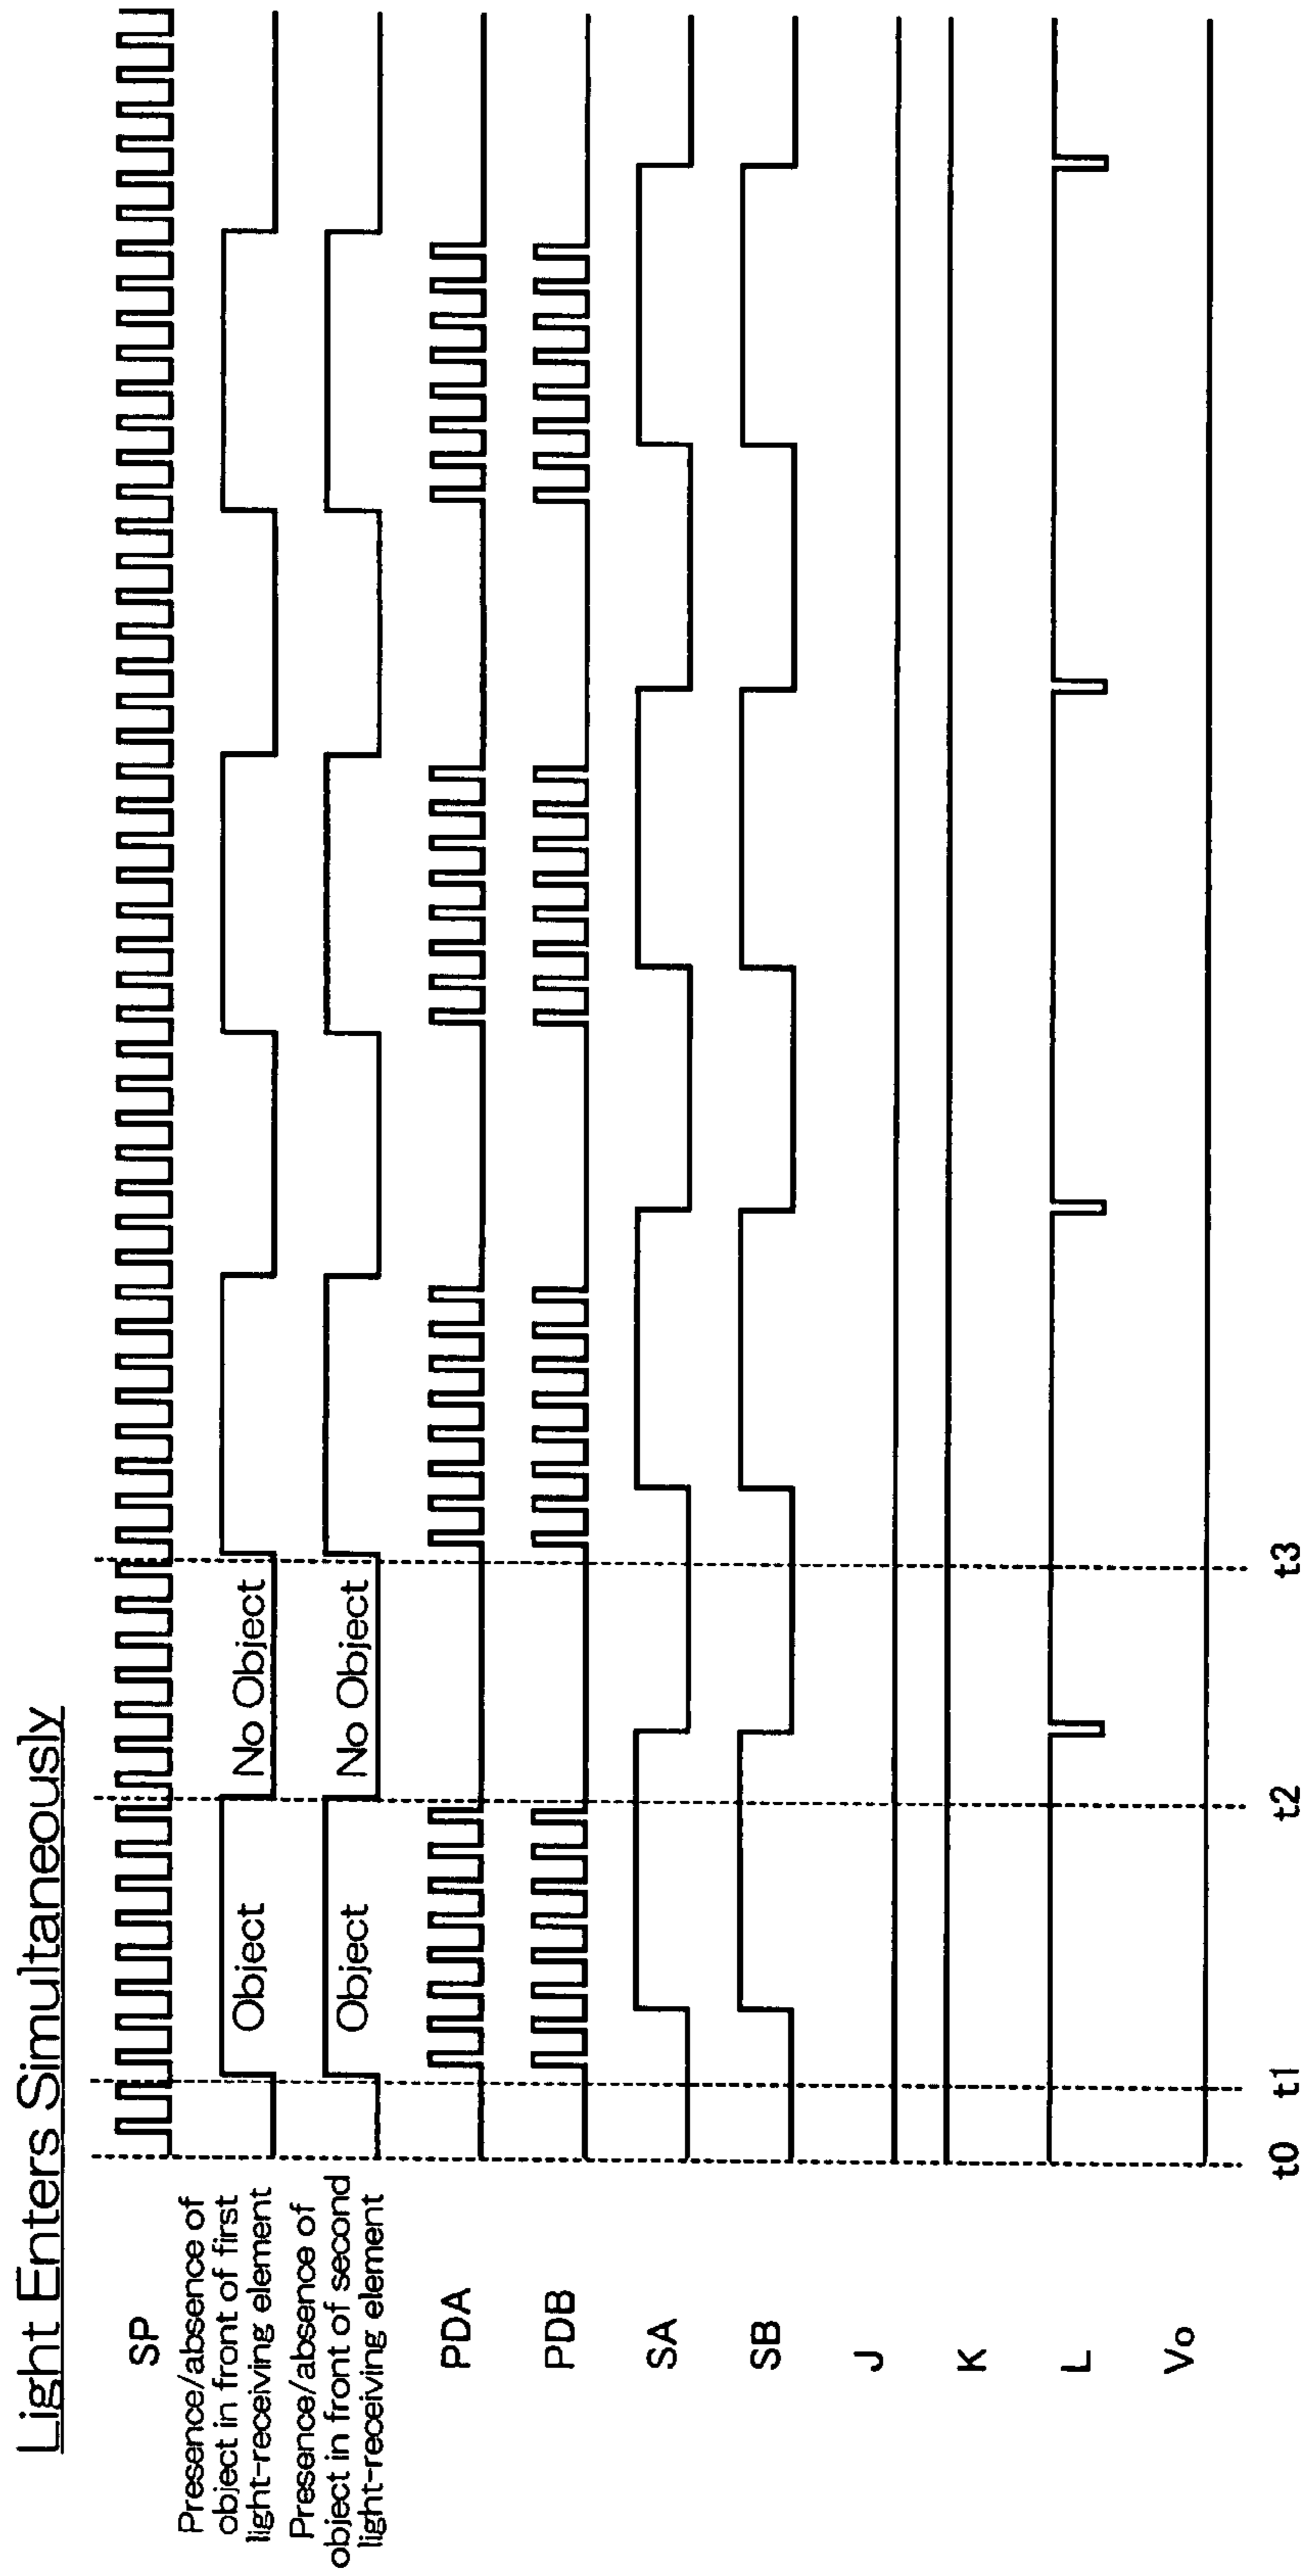 Light Enters Simultaneously
SP
Presence/absence of
object in front of first
light-receiving element
Presence/absence of
object in front of second
light-receiving element
Object
No Object
Object
No Object
PDA
PDB
SA
SB
J
K
L
Vo
t0
t1
t2
t3